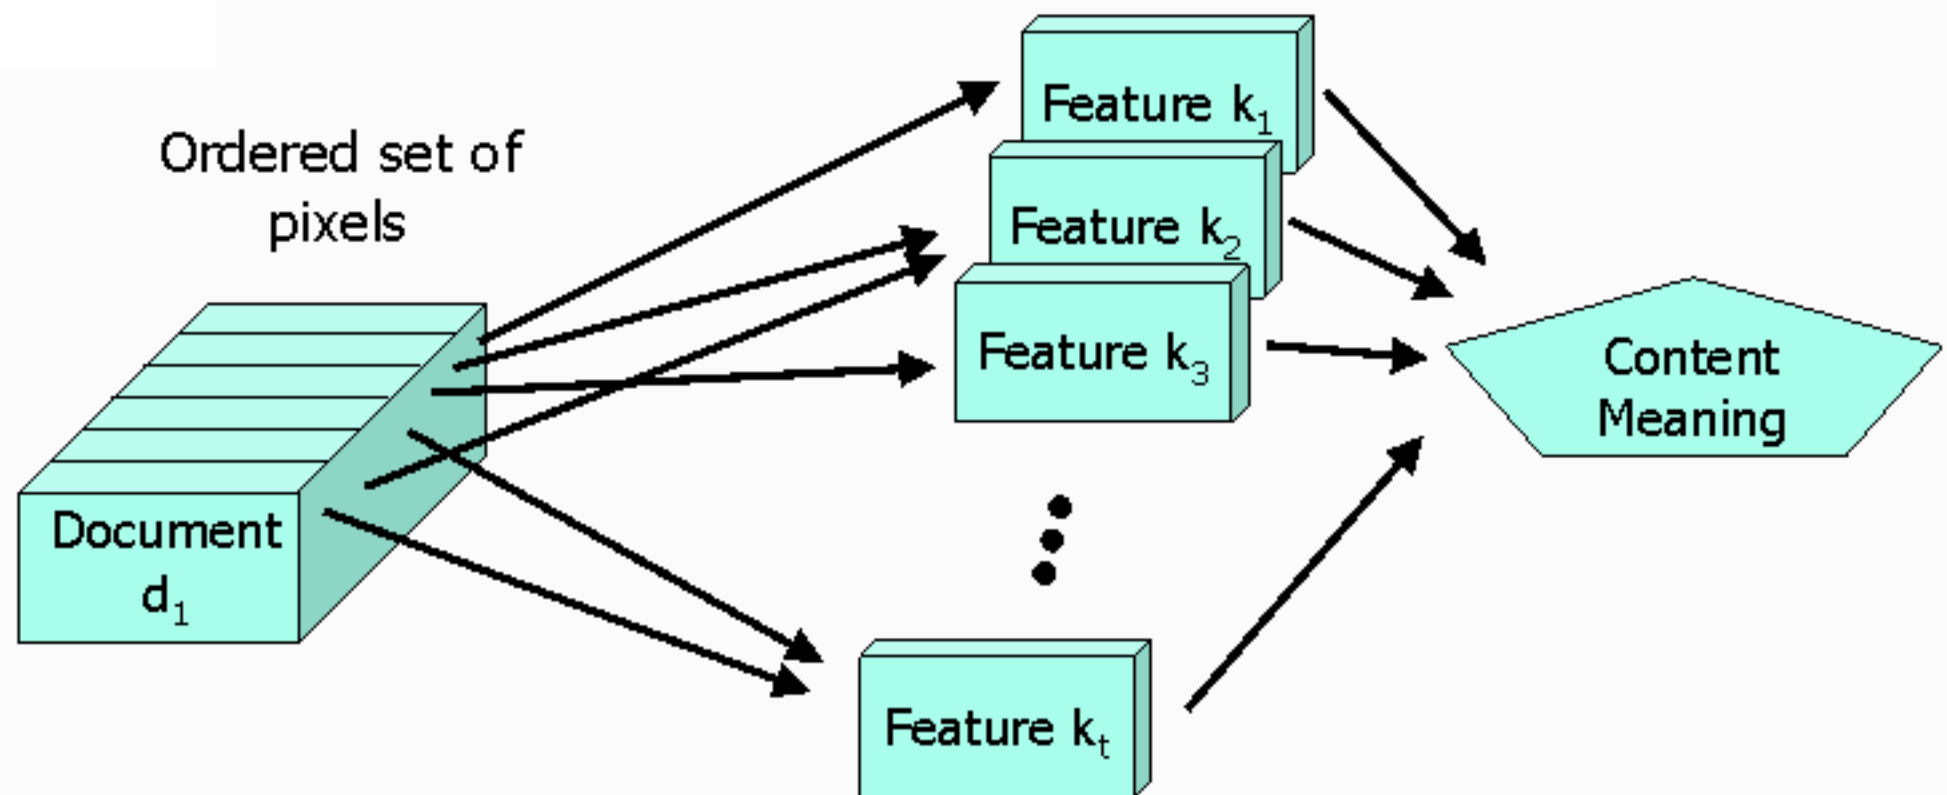 Ordered set of
pixels
Document
d₁
Feature k₁
Feature k₂
Feature k₃
Feature kₜ
Content
Meaning